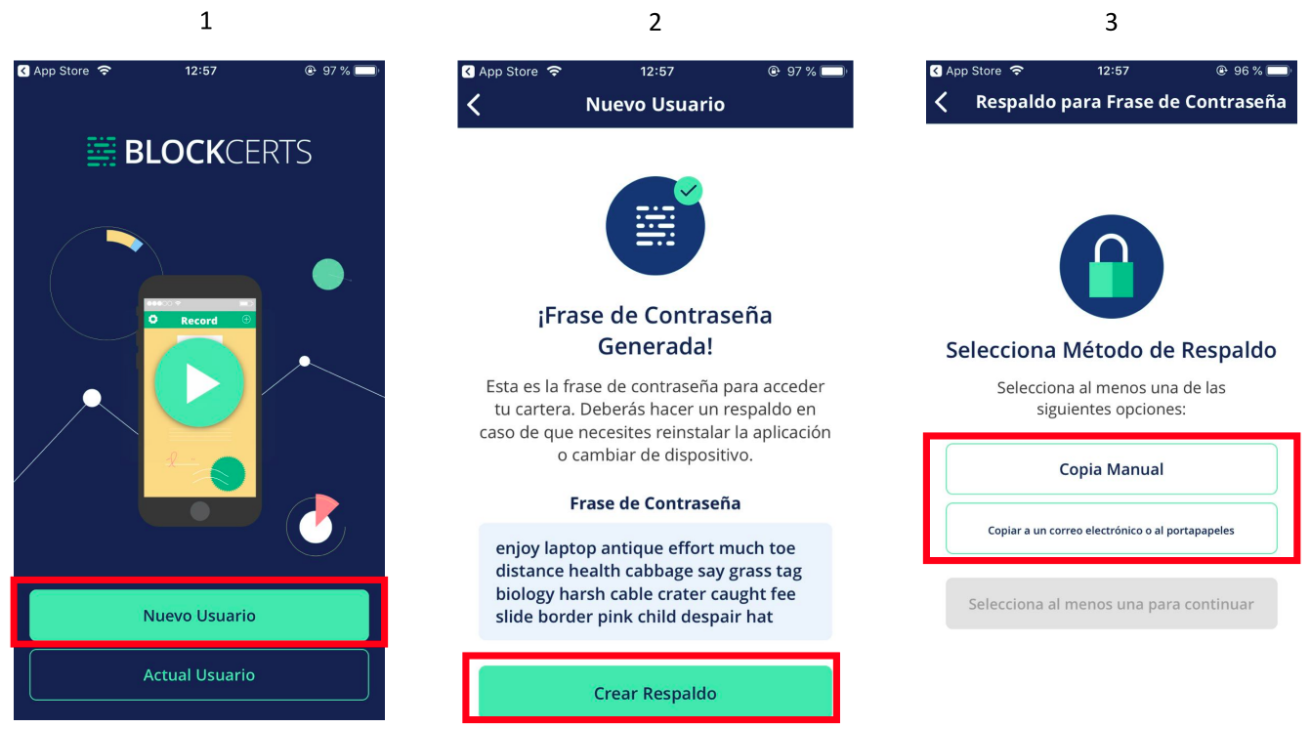 1
App Store
12:57
97 %
BLOCKCERTS
Record
Nuevo Usuario
Actual Usuario
2
App Store
12:57
97 %
Nuevo Usuario
¡Frase de Contraseña
Generada!
Esta es la frase de contraseña para acceder
tu cartera. Deberás hacer un respaldo en
caso de que necesites reinstalar la aplicación
o cambiar de dispositivo.
Frase de Contraseña
enjoy laptop antique effort much toe
distance health cabbage say grass tag
biology harsh cable crater caught fee
slide border pink child despair hat
Crear Respaldo
3
App Store
12:57
96 %
Respaldo para Frase de Contraseña
Selecciona Método de Respaldo
Selecciona al menos una de las
siguientes opciones:
Copia Manual
Copiar a un correo electrónico o al portapapeles
Selecciona al menos una para continuar